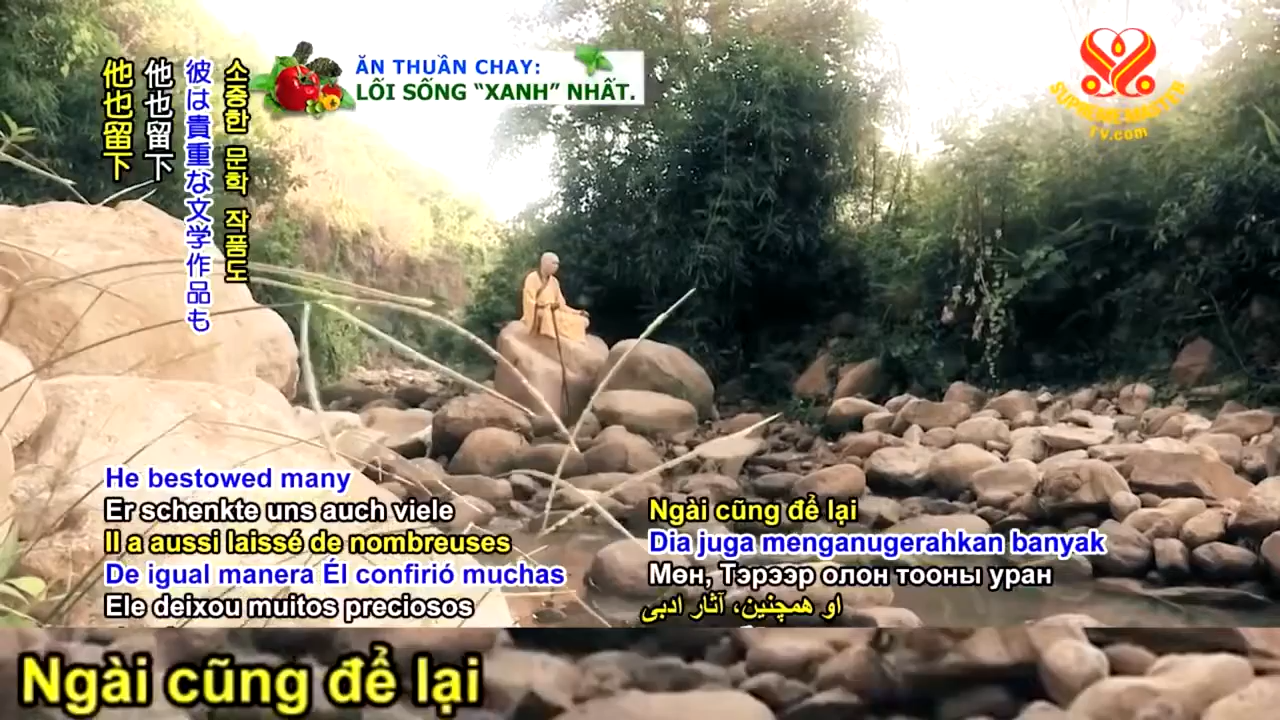 ĂN THUẦN CHAY:
LỐI SỐNG “XANH” NHẤT.
SUPREME MASTER
TV.com
소중한 문학 작품도
彼は貴重な文学作品も
他也留下
他也留下
He bestowed many
Er schenkte uns auch viele
Il a aussi laissé de nombreuses
De igual manera Él confirió muchas
Ele deixou muitos preciosos
Ngài cũng để lại
Dia juga menganugerahkan banyak
Мөн, Тэрээр олон тооны уран
او همچنین، آثار ادبی
Ngài cũng để lại